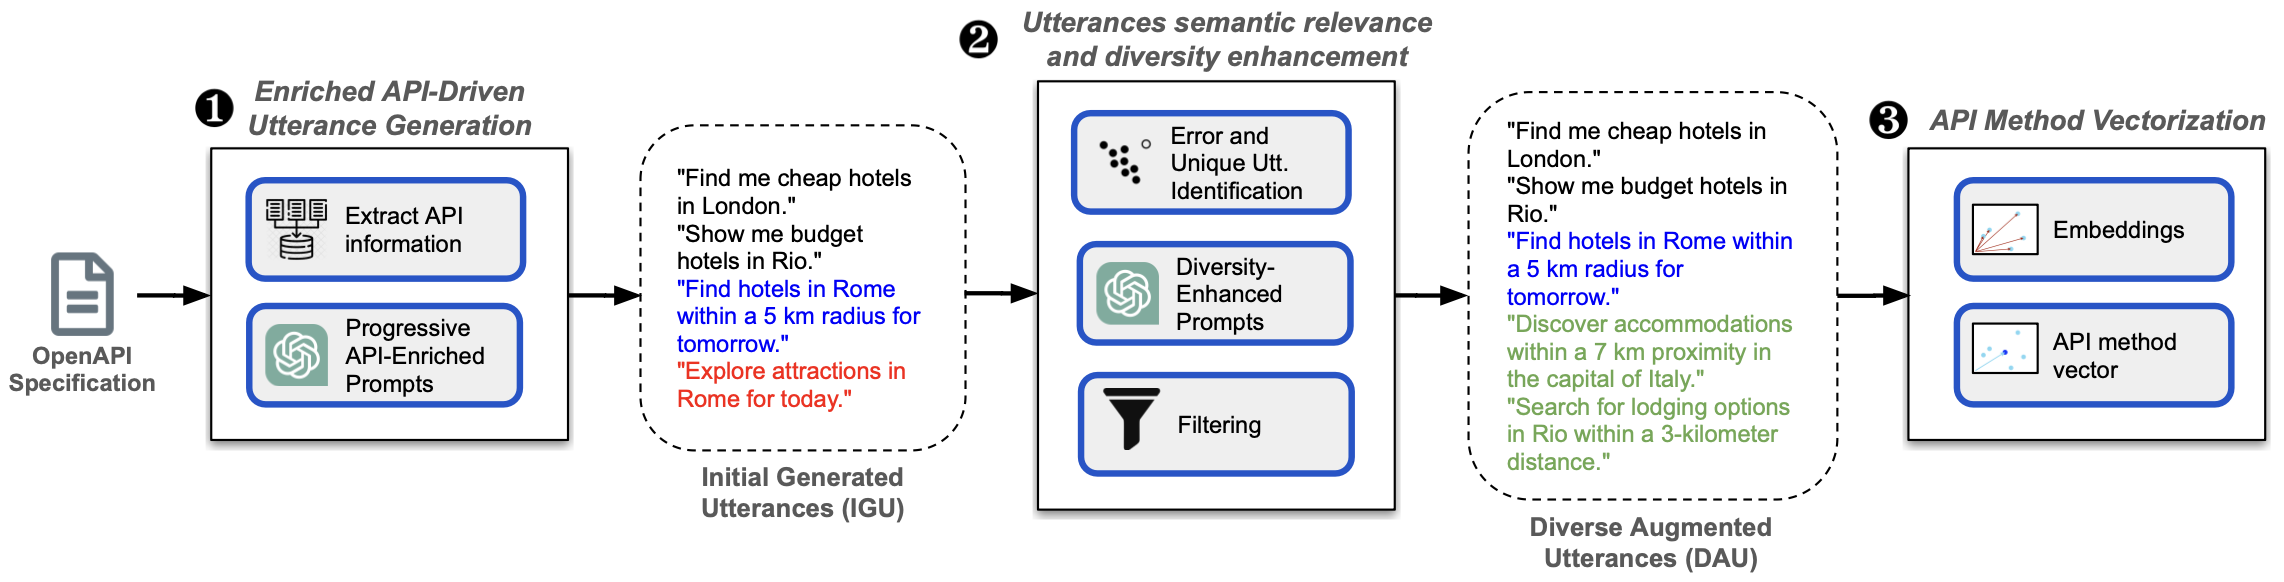 OpenAPI
Specification
1
Enriched API-Driven
Utterance Generation
Extract API
information
Progressive
API-Enriched
Prompts
"Find me cheap hotels
in London."
"Show me budget
hotels in Rio."
"Find hotels in Rome
within a 5 km radius for
tomorrow."
"Explore attractions in
Rome for today."
Initial Generated
Utterances (IGU)
2
Utterances semantic relevance
and diversity enhancement
Error and
Unique Utt.
Identification
Diversity-
Enhanced
Prompts
Filtering
"Find me cheap hotels in
London."
"Show me budget hotels in
Rio."
"Find hotels in Rome within
a 5 km radius for
tomorrow."
"Discover accommodations
within a 7 km proximity in
the capital of Italy."
"Search for lodging options
in Rio within a 3-kilometer
distance."
Diverse Augmented
Utterances (DAU)
3
API Method Vectorization
Embeddings
API method
vector